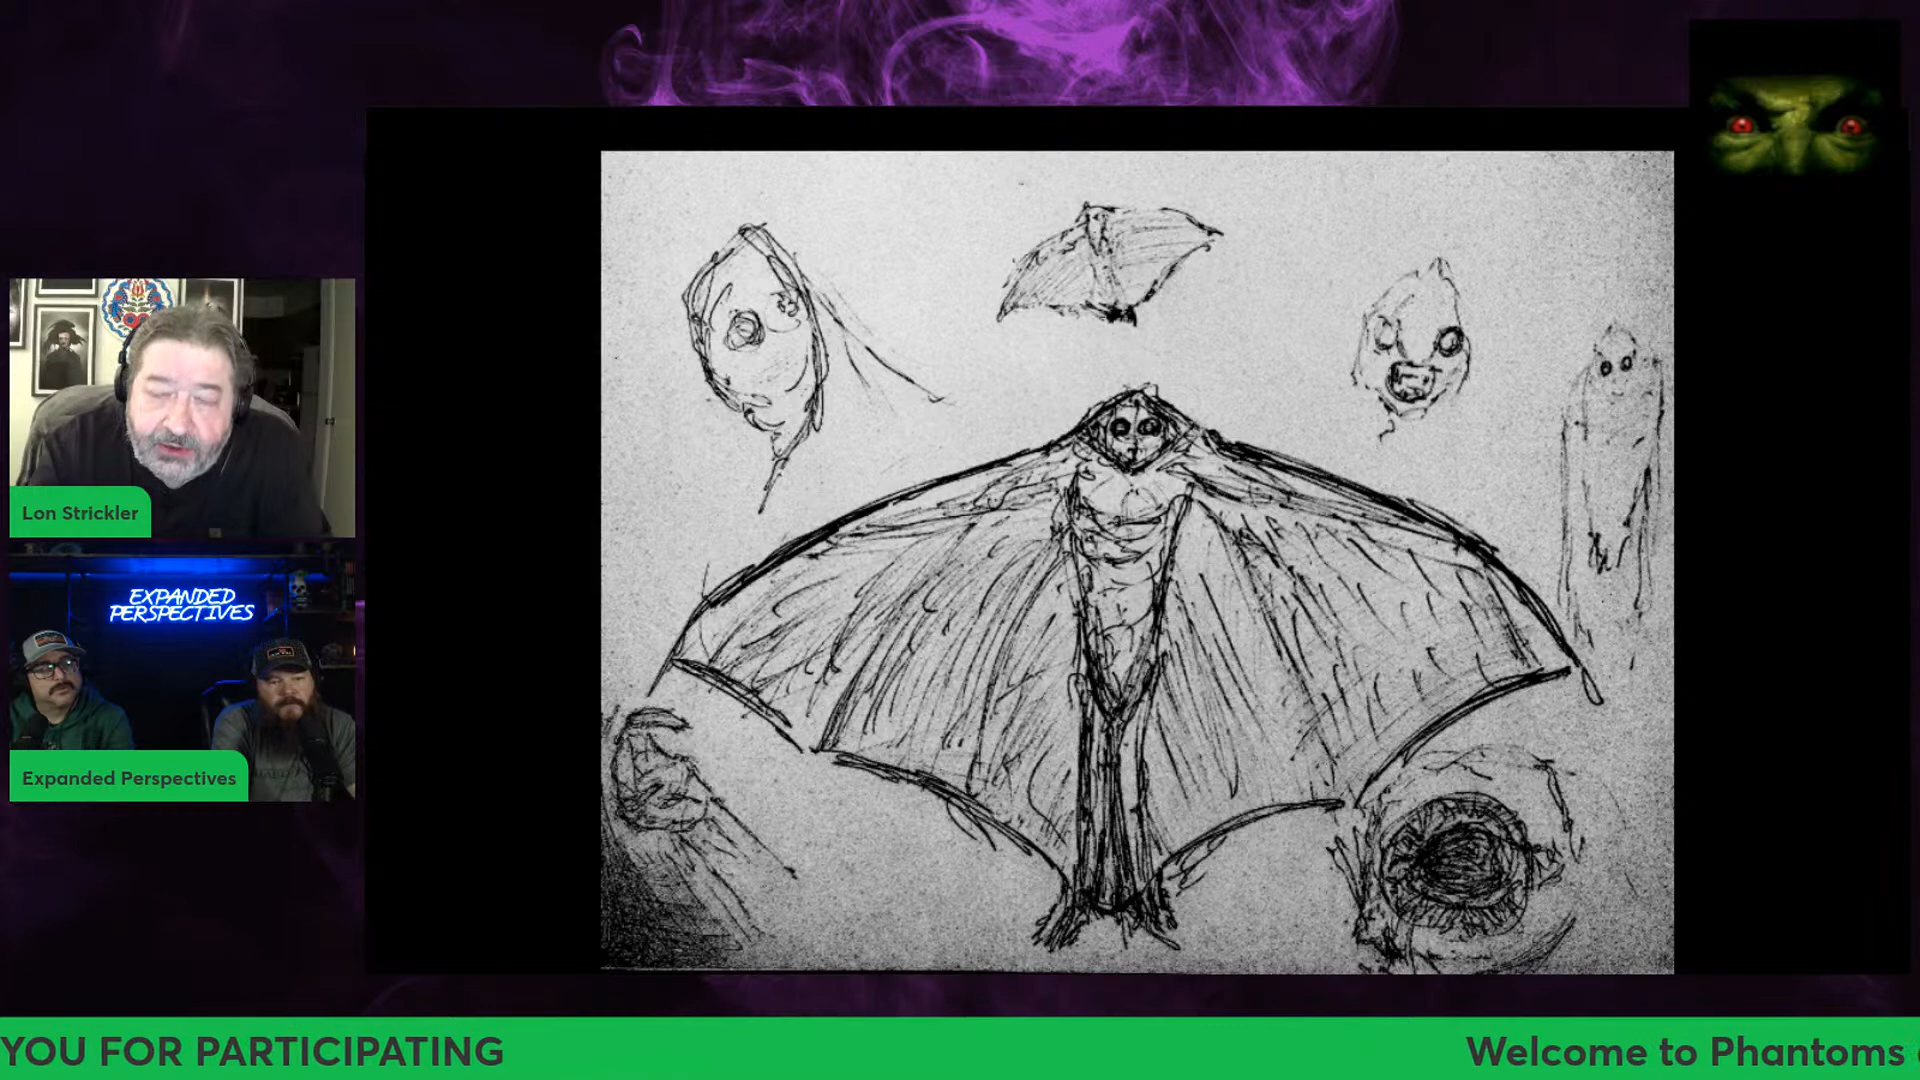 Lon Strickler
EXPANDED
PERSPECTIVES
Expanded Perspectives
YOU FOR PARTICIPATING
Welcome to Phantoms